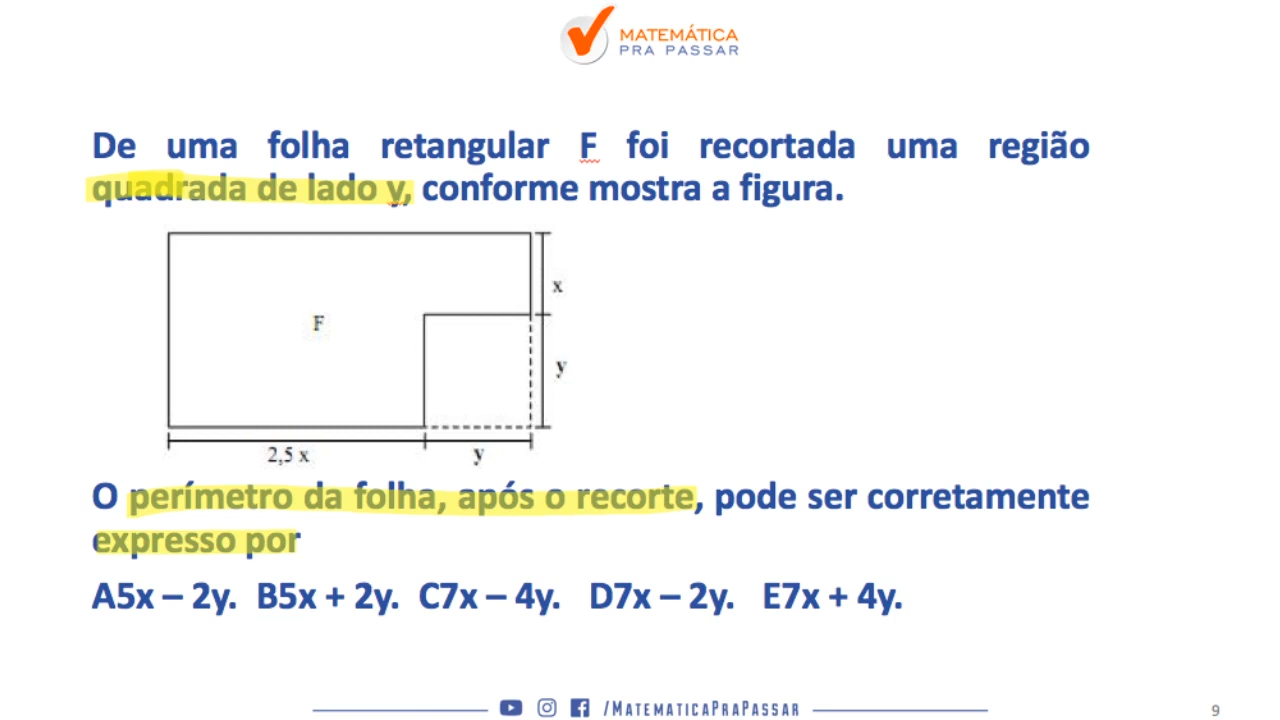 MATEMÁTICA
PRA PASSAR
De uma folha retangular F foi recortada uma região
quadrada de lado y, conforme mostra a figura.
x
F
y
2,5 x
y
O perímetro da folha, após o recorte, pode ser corretamente
expresso por
A5x – 2y. B5x + 2y. C7x – 4y. D7x – 2y. E7x + 4y.
/MATEMATICAPRAPASSAR
9